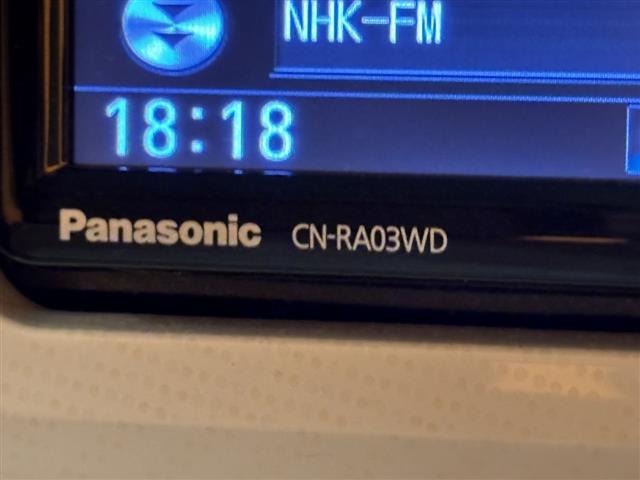 NHK-FM
18:18
Panasonic CN-RA03WD